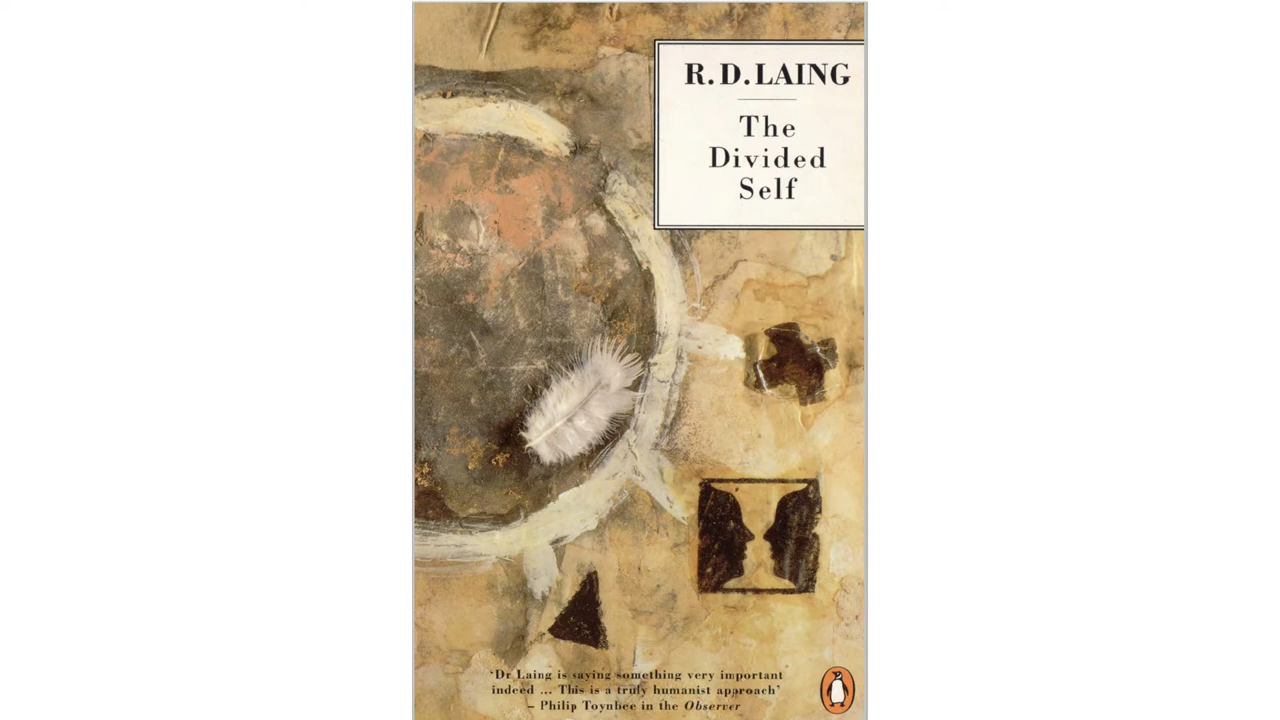 R.D.LAING
The
Divided
Self
‘Dr Laing is saying something very important
indeed ... This is a truly humanist approach’
– Philip Toynbee in the Observer